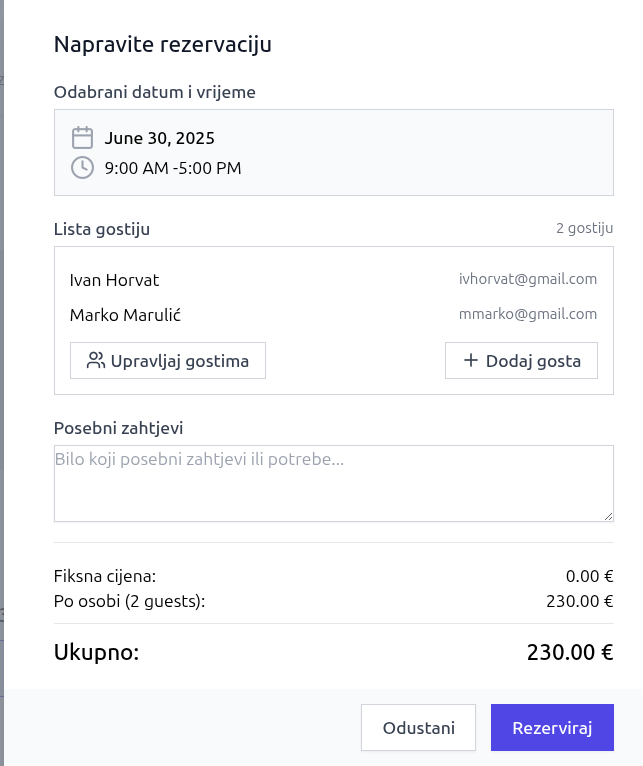 Napravite rezervaciju
Odabrani datum i vrijeme
June 30, 2025
9:00 AM -5:00 PM
Lista gostiju 2 gostiju
Ivan Horvat ivhorvat@gmail.com
Marko Marulić mmarko@gmail.com
Upravljaj gostima + Dodaj gosta
Posebni zahtjevi
Bilo koji posebni zahtjevi ili potrebe...
Fiksna cijena: 0.00 €
Po osobi (2 guests): 230.00 €
Ukupno: 230.00 €
Odustani Rezerviraj